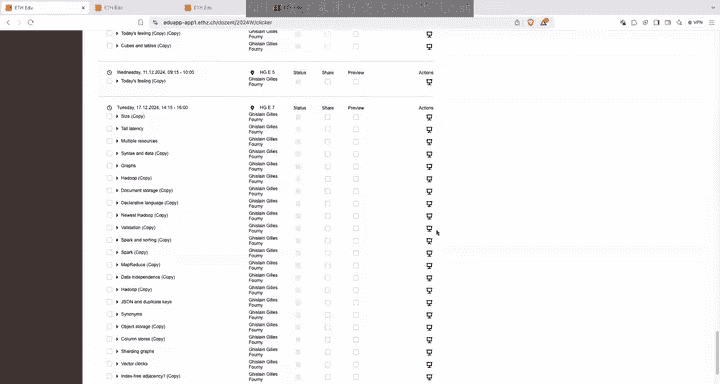 ETH Edu
ETH Edu
ETH Edu
eduapp-app1.ethz.ch/dozent/2024W/clicker
VPN
Today's feeling (Copy) (Copy) Ghislain Gilles Fourny
Cubes and tables (Copy) Ghislain Gilles Fourny
Wednesday, 11.12.2024, 09:15 - 10:00 HG E 5 Status Share Preview Actions
Today's feeling (Copy) Ghislain Gilles Fourny
Tuesday, 17.12.2024, 14:15 - 16:00 HG E 7 Status Share Preview Actions
Size (Copy) Ghislain Gilles Fourny
Tail latency Ghislain Gilles Fourny
Multiple resources Ghislain Gilles Fourny
Syntax and data (Copy) Ghislain Gilles Fourny
Graphs Ghislain Gilles Fourny
Hadoop (Copy) Ghislain Gilles Fourny
Document storage (Copy) Ghislain Gilles Fourny
Declarative language (Copy) Ghislain Gilles Fourny
Newest Hadoop (Copy) Ghislain Gilles Fourny
Validation (Copy) Ghislain Gilles Fourny
Spark and sorting (Copy) Ghislain Gilles Fourny
Spark (Copy) Ghislain Gilles Fourny
MapReduce (Copy) Ghislain Gilles Fourny
Data independence (Copy) Ghislain Gilles Fourny
Hadoop (Copy) Ghislain Gilles Fourny
JSON and duplicate keys Ghislain Gilles Fourny
Synonyms Ghislain Gilles Fourny
Object storage (Copy) Ghislain Gilles Fourny
Column stores (Copy) Ghislain Gilles Fourny
Sharding graphs Ghislain Gilles Fourny
Vector clocks Ghislain Gilles Fourny
Index-free adjacency? (Copy) Ghislain Gilles Fourny